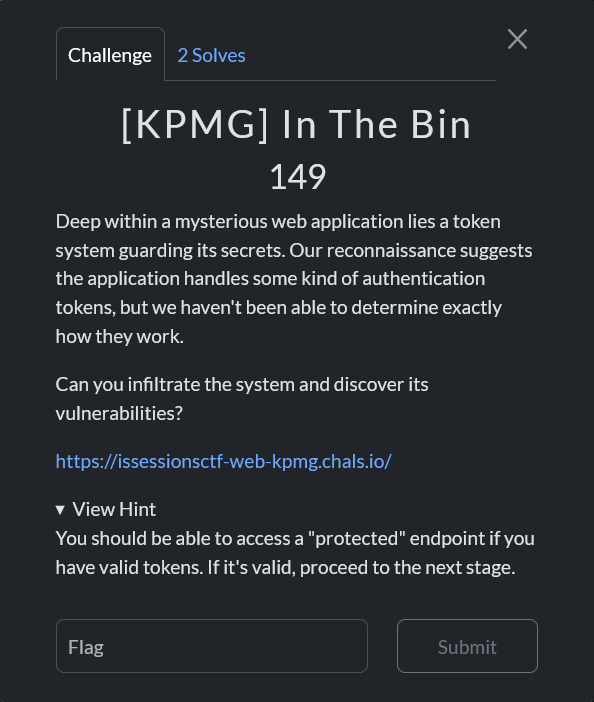 Challenge
2 Solves
[KPMG] In The Bin
149
Deep within a mysterious web application lies a token
system guarding its secrets. Our reconnaissance suggests
the application handles some kind of authentication
tokens, but we haven't been able to determine exactly
how they work.
Can you infiltrate the system and discover its
vulnerabilities?
https://issessionsctf-web-kpmg.chals.io/
▼ View Hint
You should be able to access a "protected" endpoint if you
have valid tokens. If it's valid, proceed to the next stage.
Flag
Submit